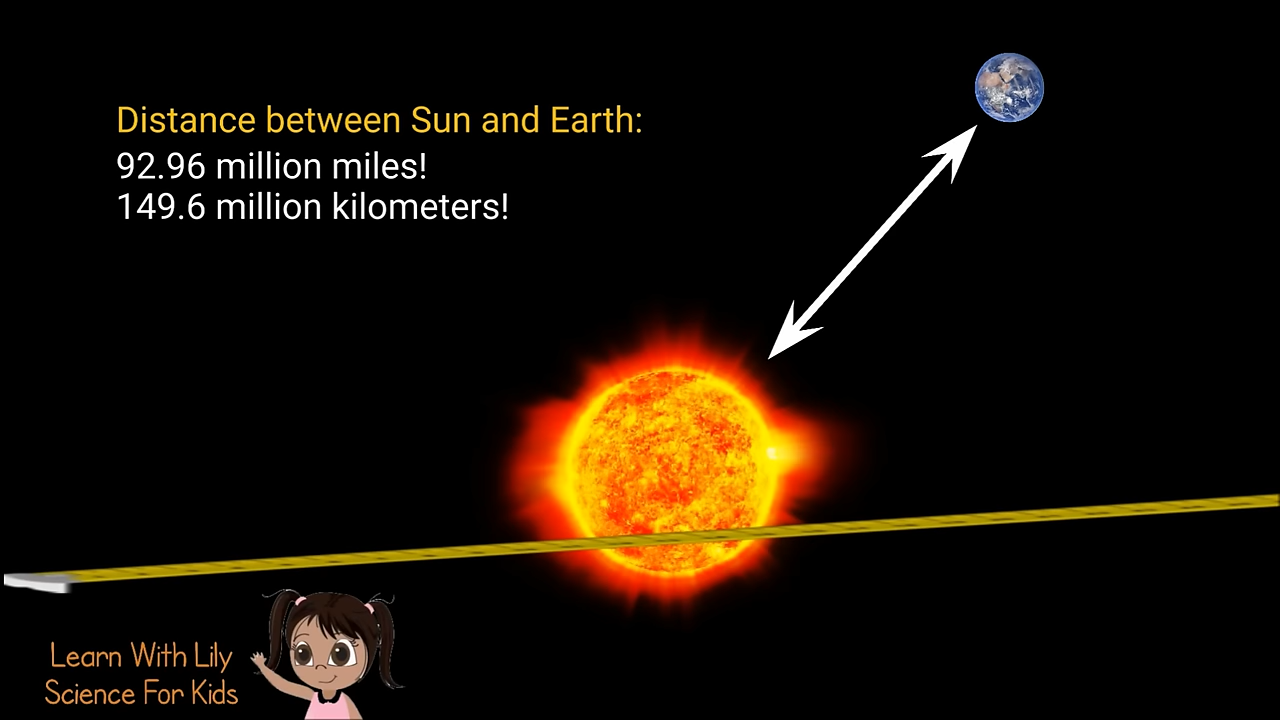 Distance between Sun and Earth:
92.96 million miles!
149.6 million kilometers!
Learn With Lily
Science For Kids